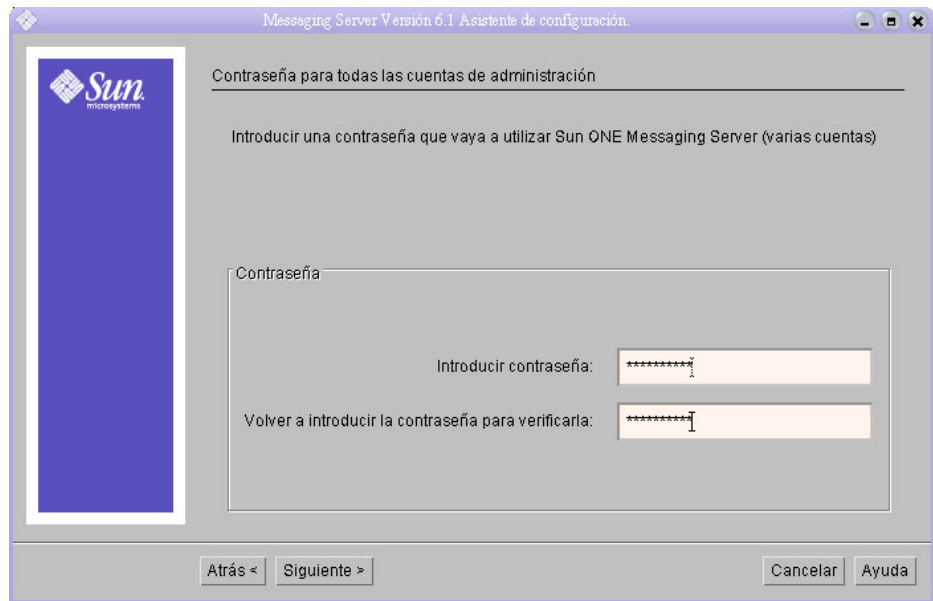 Messaging Server Versión 6.1 Asistente de configuración.
Sun
microsystems
Contraseña para todas las cuentas de administración
Introducir una contraseña que vaya a utilizar Sun ONE Messaging Server (varias cuentas)
Contraseña
Introducir contraseña: **********
Volver a introducir la contraseña para verificarla: **********
Atrás < Siguiente > Cancelar Ayuda